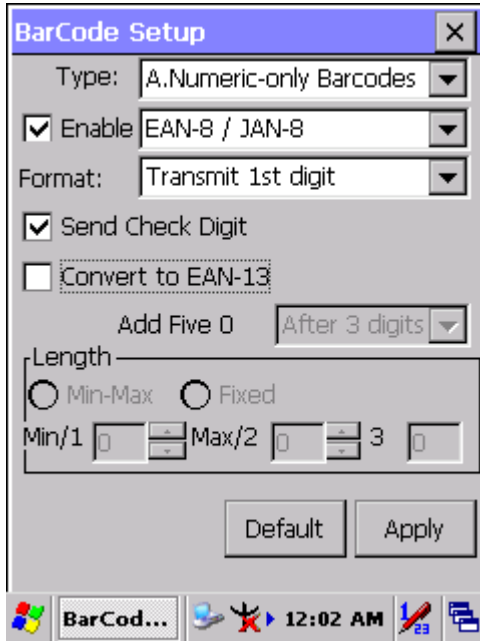 BarCode Setup
Type: A.Numeric-only Barcodes
Enable EAN-8 / JAN-8
Format: Transmit 1st digit
Send Check Digit
Convert to EAN-13
Add Five 0 After 3 digits
Length
Min-Max Fixed
Min/1 0 Max/2 0 3 0
Default Apply
BarCod... 12:02 AM 1 23